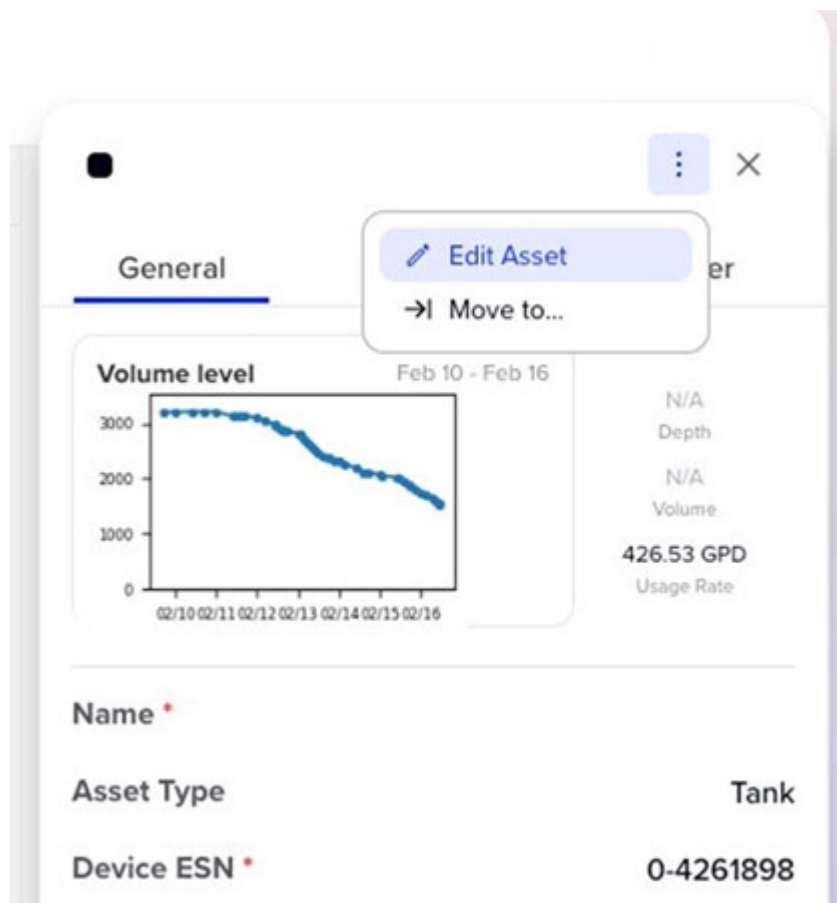 Edit Asset
General
er
Move to...
Volume level
Feb 10 - Feb 16
3000
2000
1000
0
02/10 02/11 02/12 02/13 02/14 02/15 02/16
N/A
Depth
N/A
Volume
426.53 GPD
Usage Rate
Name *
Asset Type
Tank
Device ESN *
0-4261898